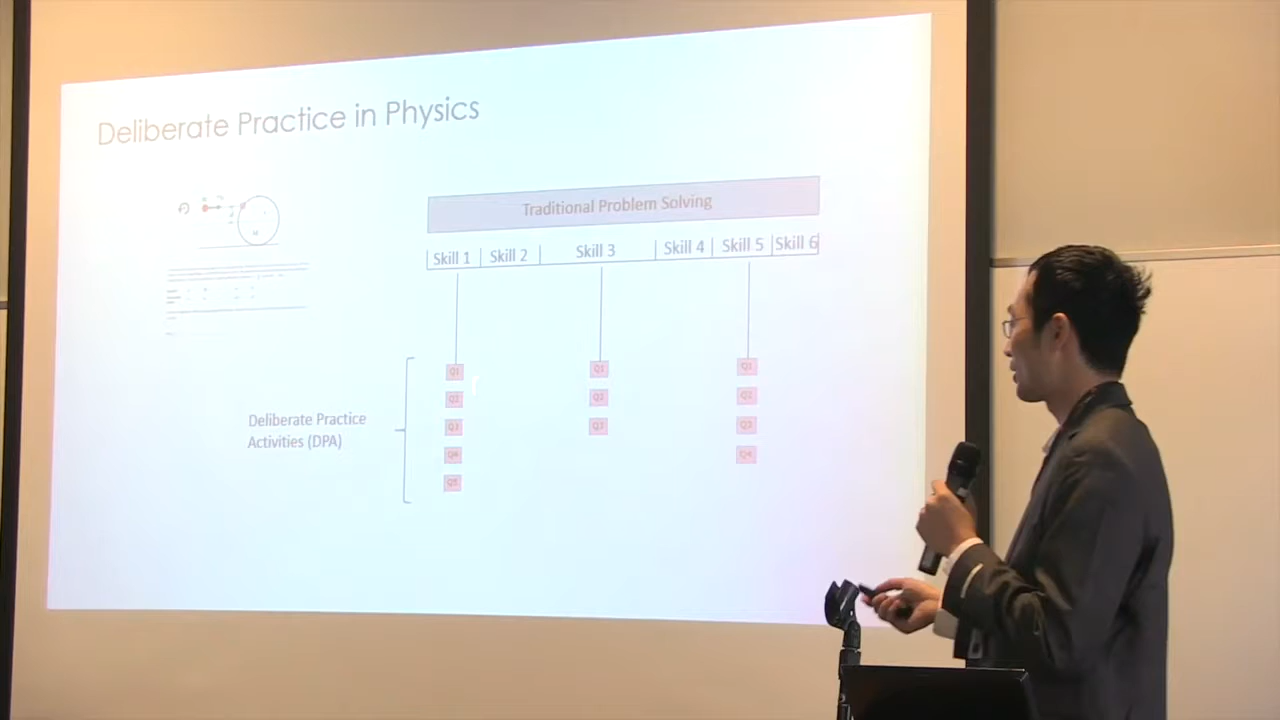 Deliberate Practice in Physics
Traditional Problem Solving
Skill 1 Skill 2 Skill 3 Skill 4 Skill 5 Skill 6
Q1 Q1 Q1
Q2 Q2 Q2
Q3 Q3 Q3
Q4 Q4
Q5
Deliberate Practice
Activities (DPA)
M